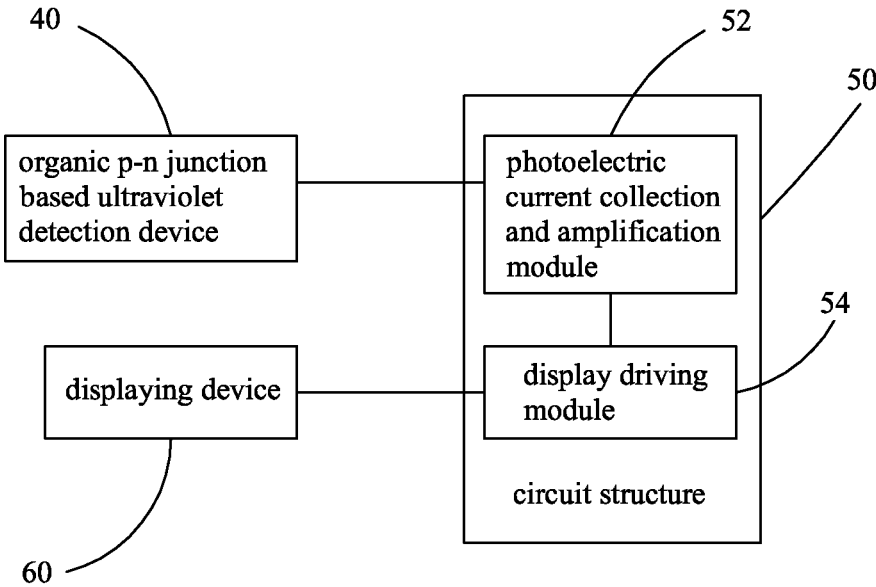 40
52
50
organic p-n junction
based ultraviolet
detection device
photoelectric
current collection
and amplification
module
54
displaying device
display driving
module
circuit structure
60